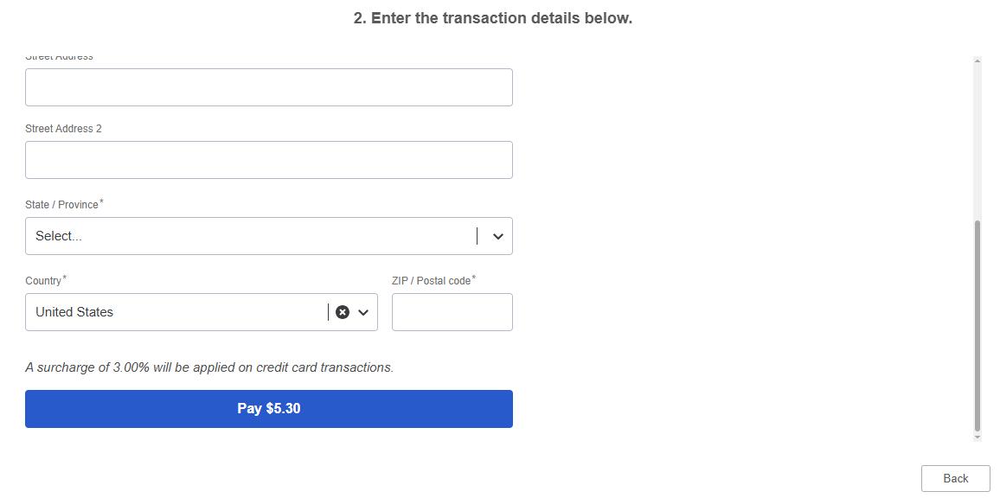 2. Enter the transaction details below.
Street Address
Street Address 2
State / Province*
Select...
Country* ZIP / Postal code*
United States
A surcharge of 3.00% will be applied on credit card transactions.
Pay $5.30
Back